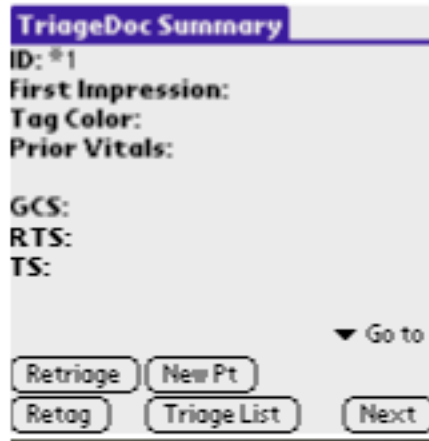 TriageDoc Summary
ID: *1
First Impression:
Tag Color:
Prior Vitals:
GCS:
RTS:
TS:
Go to
Retriage New Pt
Retag Triage List Next